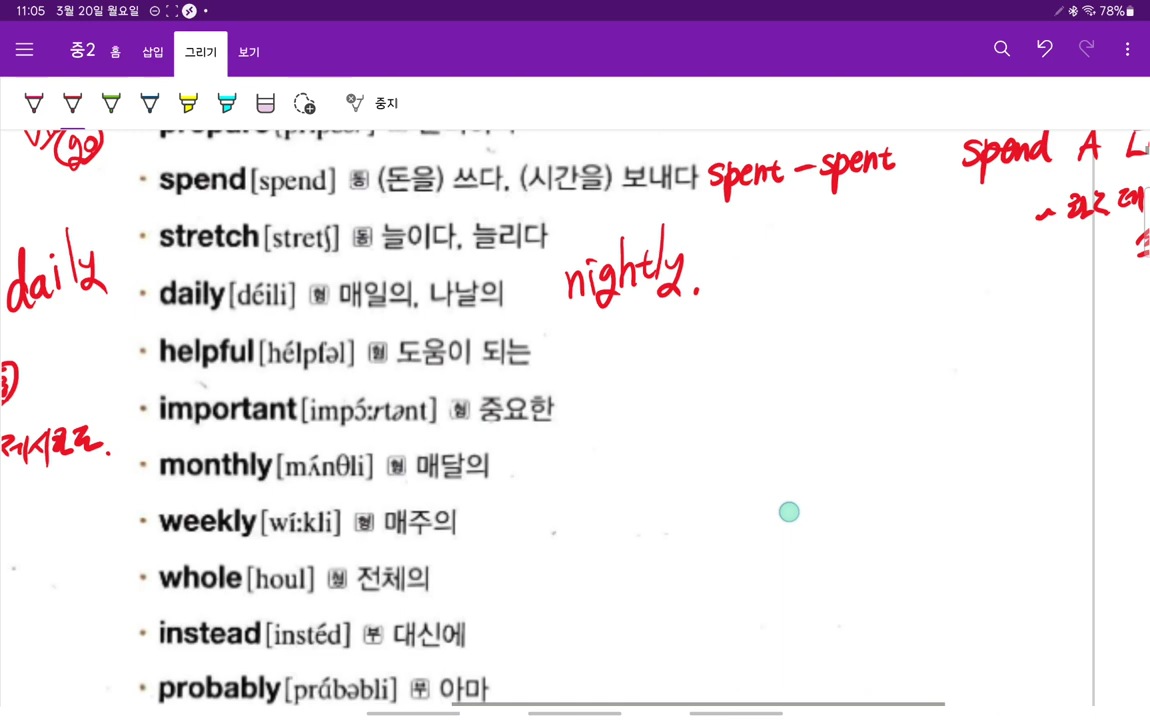 11:05 3월 20일 월요일 78%
중2 홈 삽입 그리기 보기
중지
(20)
spend[spend] 동 (돈을) 쓰다, (시간을) 보내다 spent - spent spend A
stretch[stretʃ] 동 늘이다, 늘리다
daily
daily[déili] 형 매일의, 나날의 nightly.
helpful[hélpfəl] 형 도움이 되는
important[impɔ́ːrtənt] 형 중요한
monthly[mʌ́nθli] 형 매달의
weekly[wíːkli] 형 매주의
whole[houl] 형 전체의
instead[instéd] 부 대신에
probably[prábəbli] 부 아마